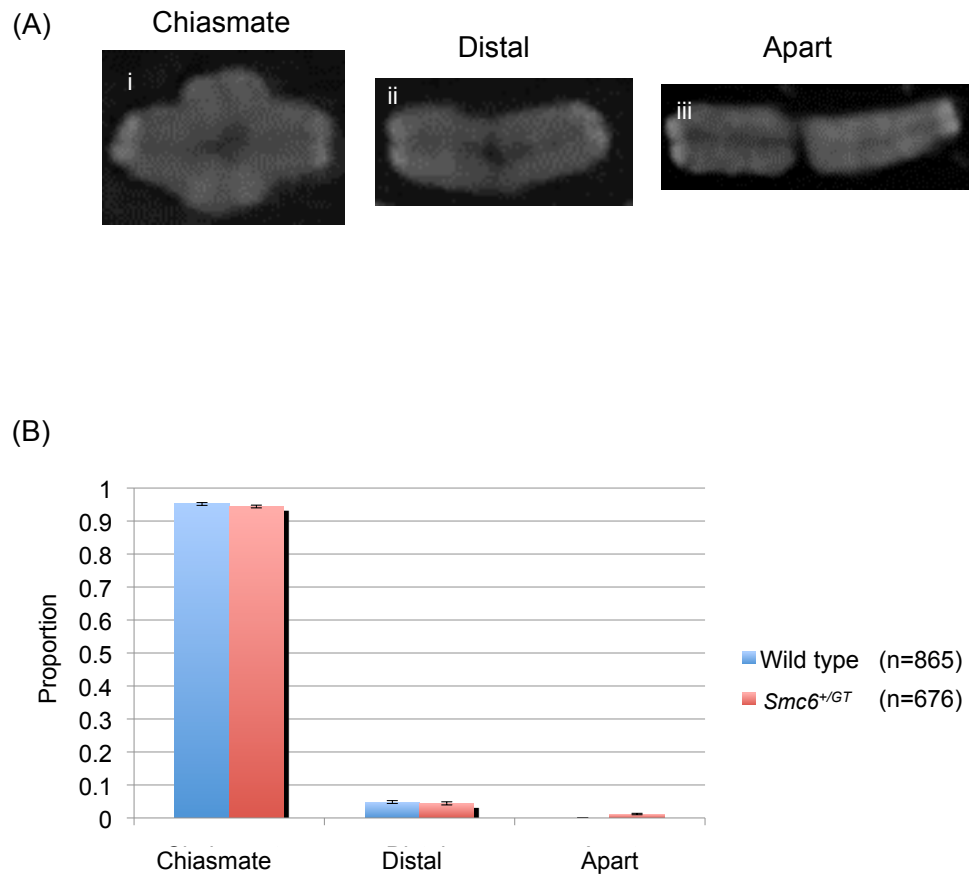 (A)
Chiasmate
Distal
Apart
i
ii
iii
(B)
1
0.9
0.8
0.7
0.6
0.5
0.4
0.3
0.2
0.1
0
Proportion
Chiasmate
Distal
Apart
Wild type (n=865)
Smc6+/GT (n=676)